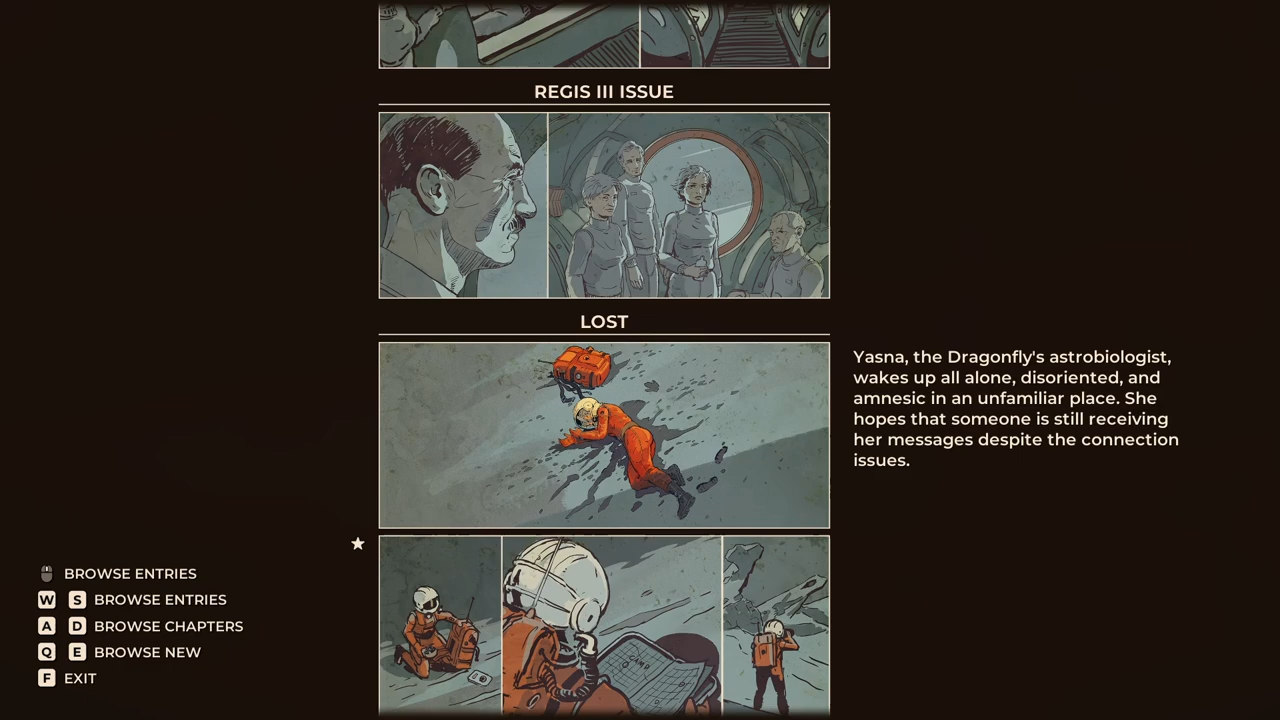 REGIS III ISSUE
LOST
Yasna, the Dragonfly's astrobiologist,
wakes up all alone, disoriented, and
amnesic in an unfamiliar place. She
hopes that someone is still receiving
her messages despite the connection
issues.
CAMP
BROWSE ENTRIES
W S BROWSE ENTRIES
A D BROWSE CHAPTERS
Q E BROWSE NEW
F EXIT